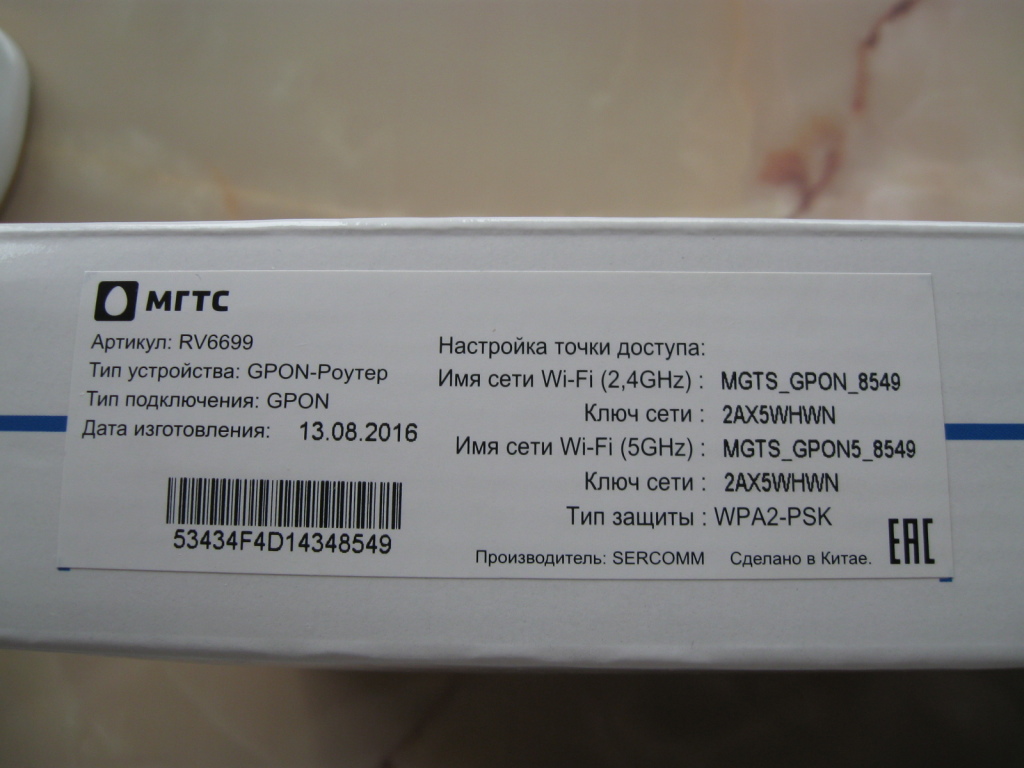 МГТС
Артикул: RV6699
Тип устройства: GPON-Роутер
Тип подключения: GPON
Дата изготовления: 13.08.2016
53434F4D14348549
Настройка точки доступа:
Имя сети Wi-Fi (2,4GHz) : MGTS_GPON_8549
Ключ сети : 2AX5WHWN
Имя сети Wi-Fi (5GHz) : MGTS_GPON5_8549
Ключ сети : 2AX5WHWN
Тип защиты : WPA2-PSK
Производитель: SERCOMM Сделано в Китае.
EAC